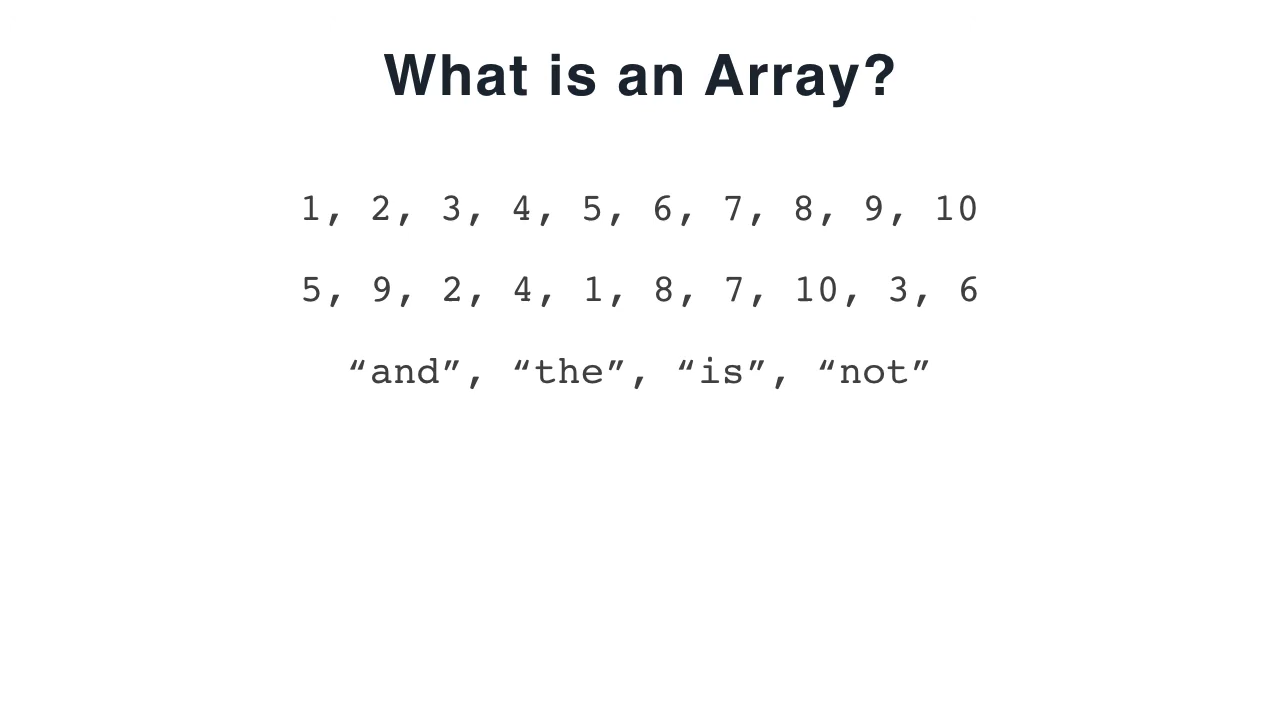 What is an Array?
1, 2, 3, 4, 5, 6, 7, 8, 9, 10
5, 9, 2, 4, 1, 8, 7, 10, 3, 6
“and”, “the”, “is”, “not”